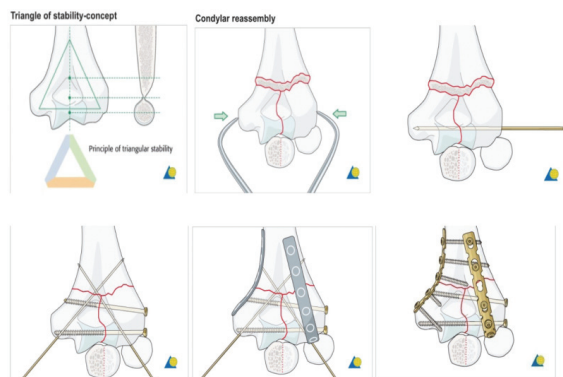 Triangle of stability-concept
Condylar reassembly
Principle of triangular stability